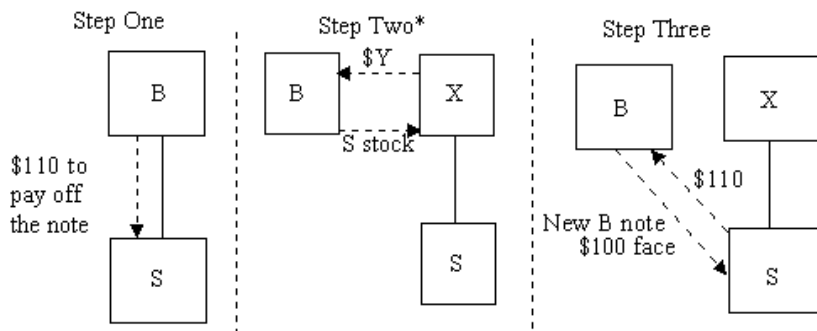 Step One
B
$110 to
pay off
the note
S
Step Two*
$Y
B
X
S stock
S
Step Three
X
B
$110
New B note
$100 face
S